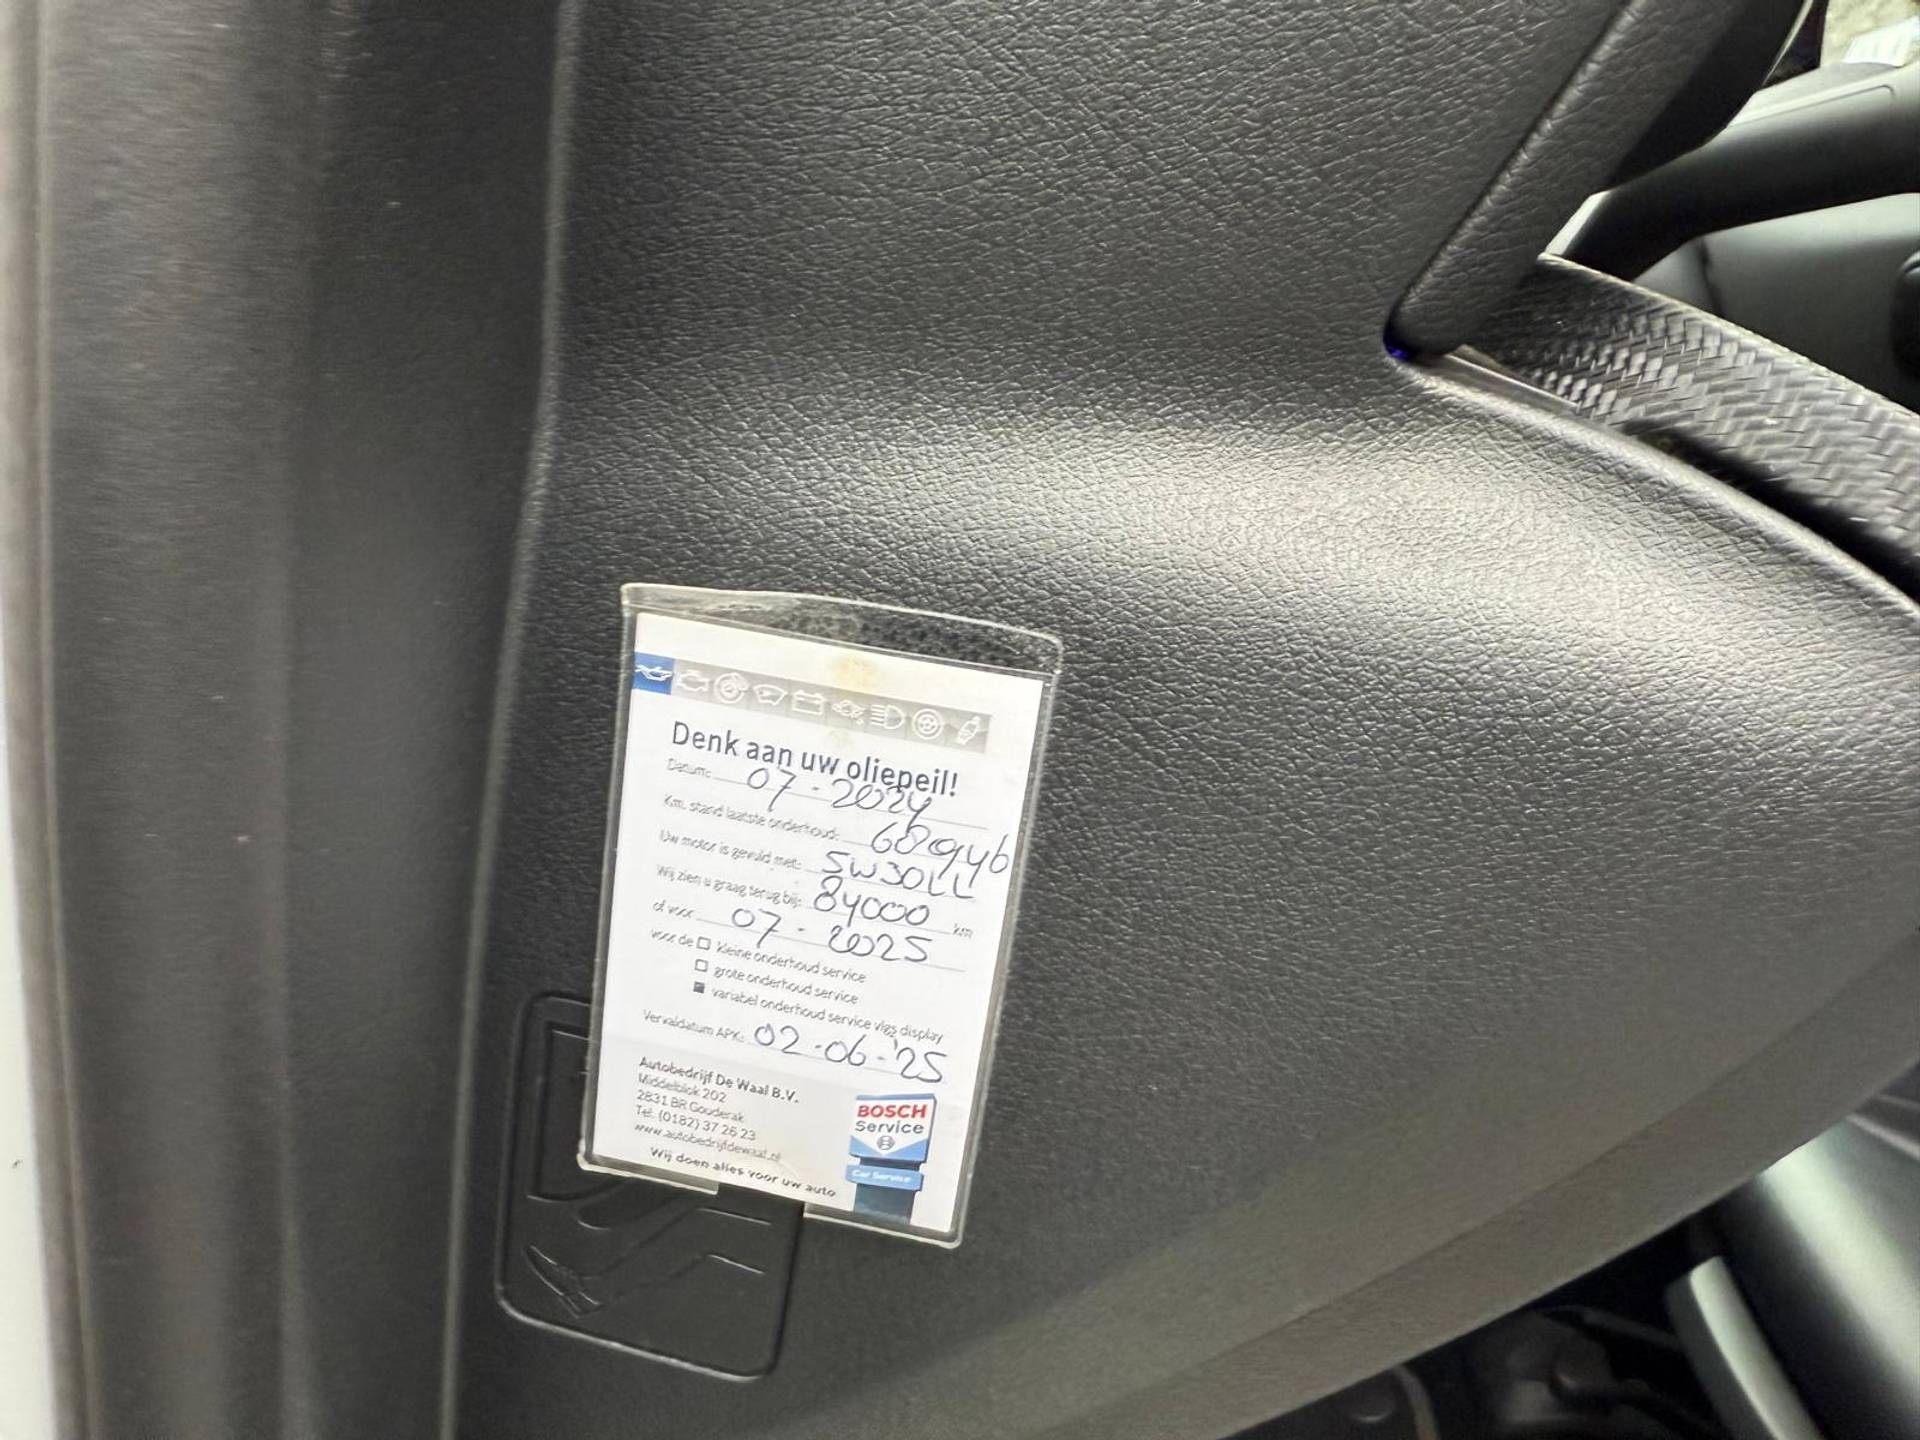 Denk aan uw oliepeil!
Datum: 07 - 2024
Km. stand laatste onderhoud: 68946
Uw motor is gevuld met: 5W30LL
Wij zien u graag terug bij: 84000 km
of voor 07 - 2025
voor de kleine onderhoud service
grote onderhoud service
variabel onderhoud service vlgs display
Vervaldatum APK: 02-06-'25
Autobedrijf De Waal B.V.
Middelblok 202
2831 BR Gouderak
Tel. (0182) 37 26 23
www.autobedrijfdewaal.nl
Wij doen alles voor uw auto
BOSCH
Service
Car Service